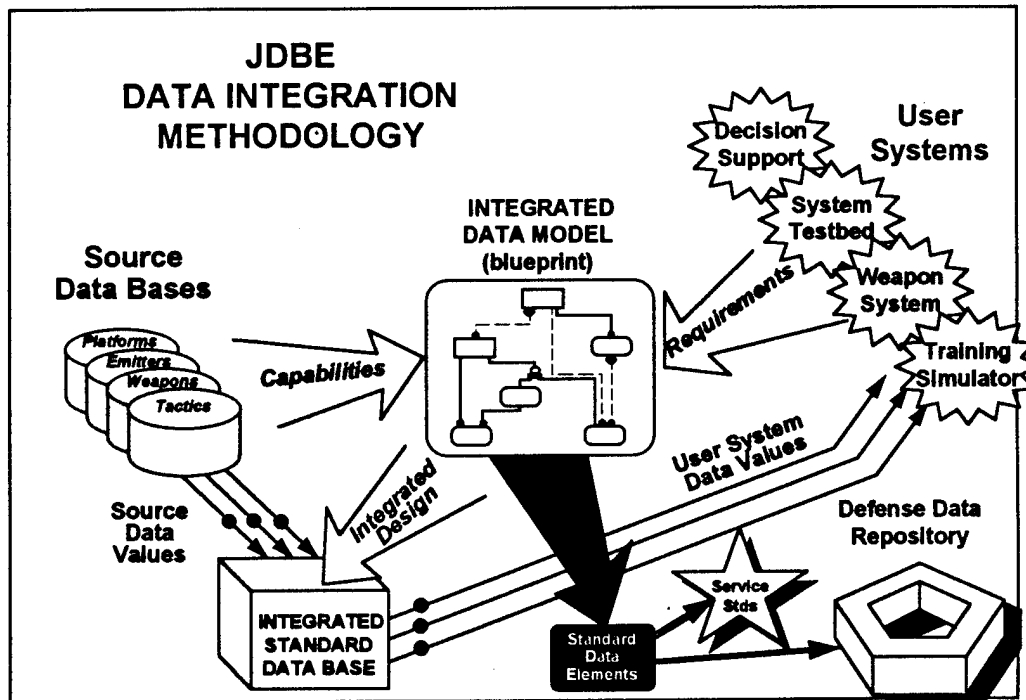 JDBE
DATA INTEGRATION
METHODOLOGY
User
Systems
Decision
Support
System
Testbed
Weapon
System
Training
Simulator
INTEGRATED
DATA MODEL
(blueprint)
Source
Data Bases
Platforms
Emitters
Weapons
Tactics
Capabilities
Requirements
Source
Data
Values
Integrated
Design
User System
Data Values
Defense Data
Repository
Service
Stds
INTEGRATED
STANDARD
DATA BASE
Standard
Data
Elements